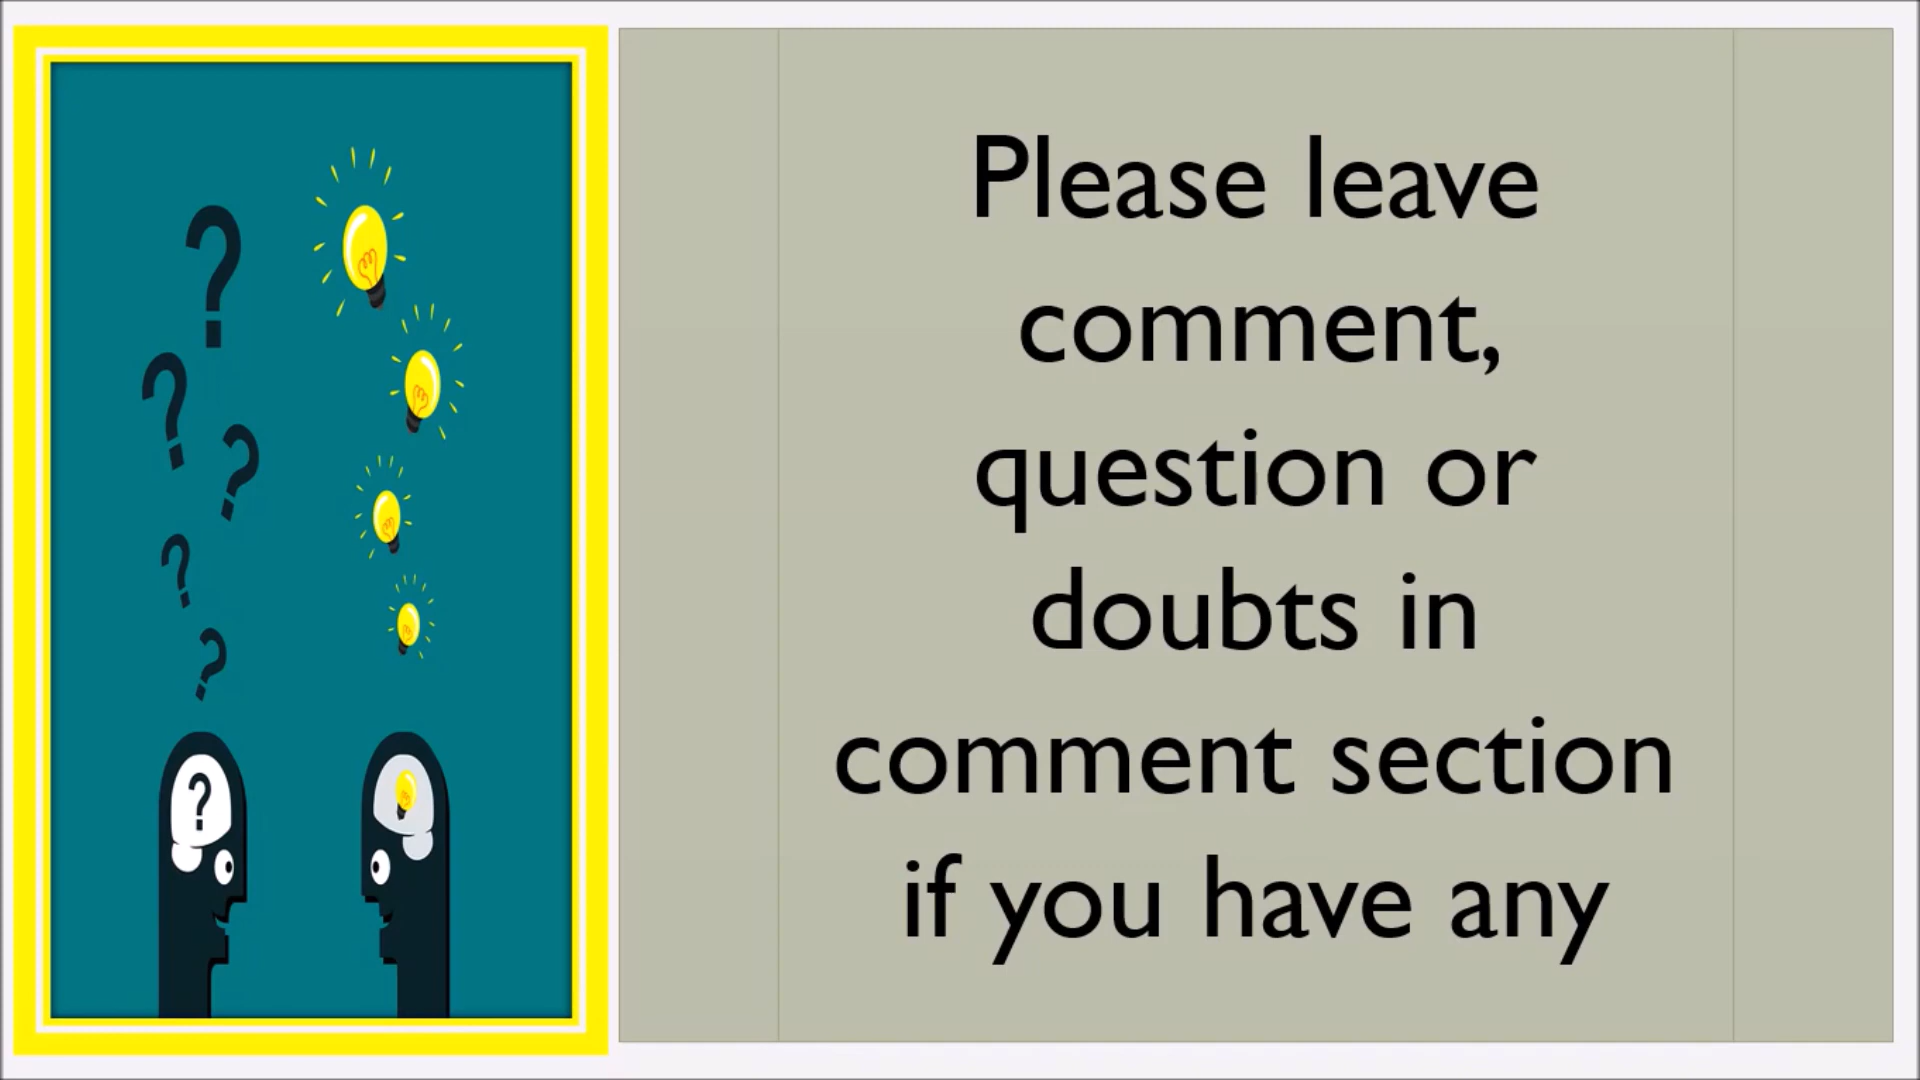 Please leave
comment,
question or
doubts in
comment section
if you have any